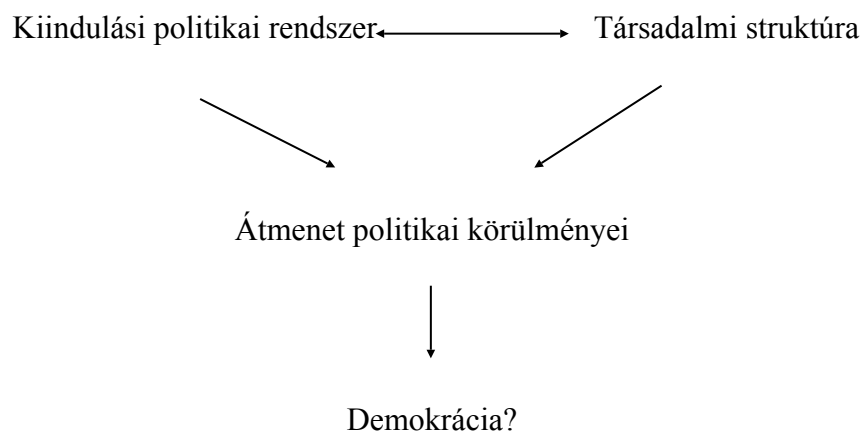 Kiindulási politikai rendszer
Társadalmi struktúra
Átmenet politikai körülményei
Demokrácia?